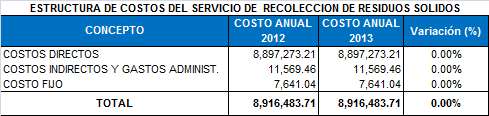 ESTRUCTURA DE COSTOS DEL SERVICIO DE RECOLECCION DE RESIDUOS SOLIDOS
CONCEPTO COSTO ANUAL 2012 COSTO ANUAL 2013 Variación (%)
COSTOS DIRECTOS 8,897,273.21 8,897,273.21 0.00%
COSTOS INDIRECTOS Y GASTOS ADMINIST. 11,569.46 11,569.46 0.00%
COSTO FIJO 7,641.04 7,641.04 0.00%
TOTAL 8,916,483.71 8,916,483.71 0.00%